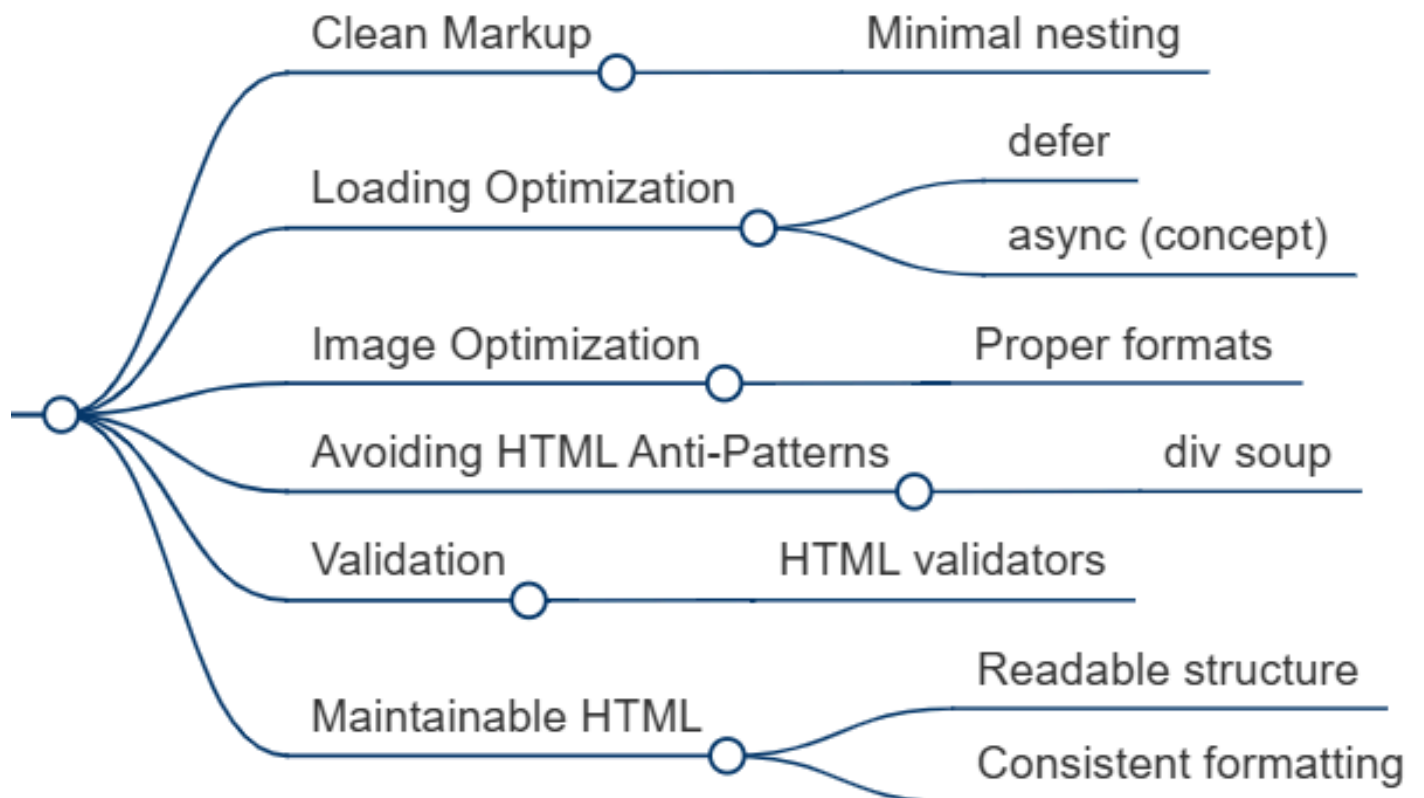 Clean Markup
Minimal nesting
Loading Optimization
defer
async (concept)
Image Optimization
Proper formats
Avoiding HTML Anti-Patterns
div soup
Validation
HTML validators
Maintainable HTML
Readable structure
Consistent formatting